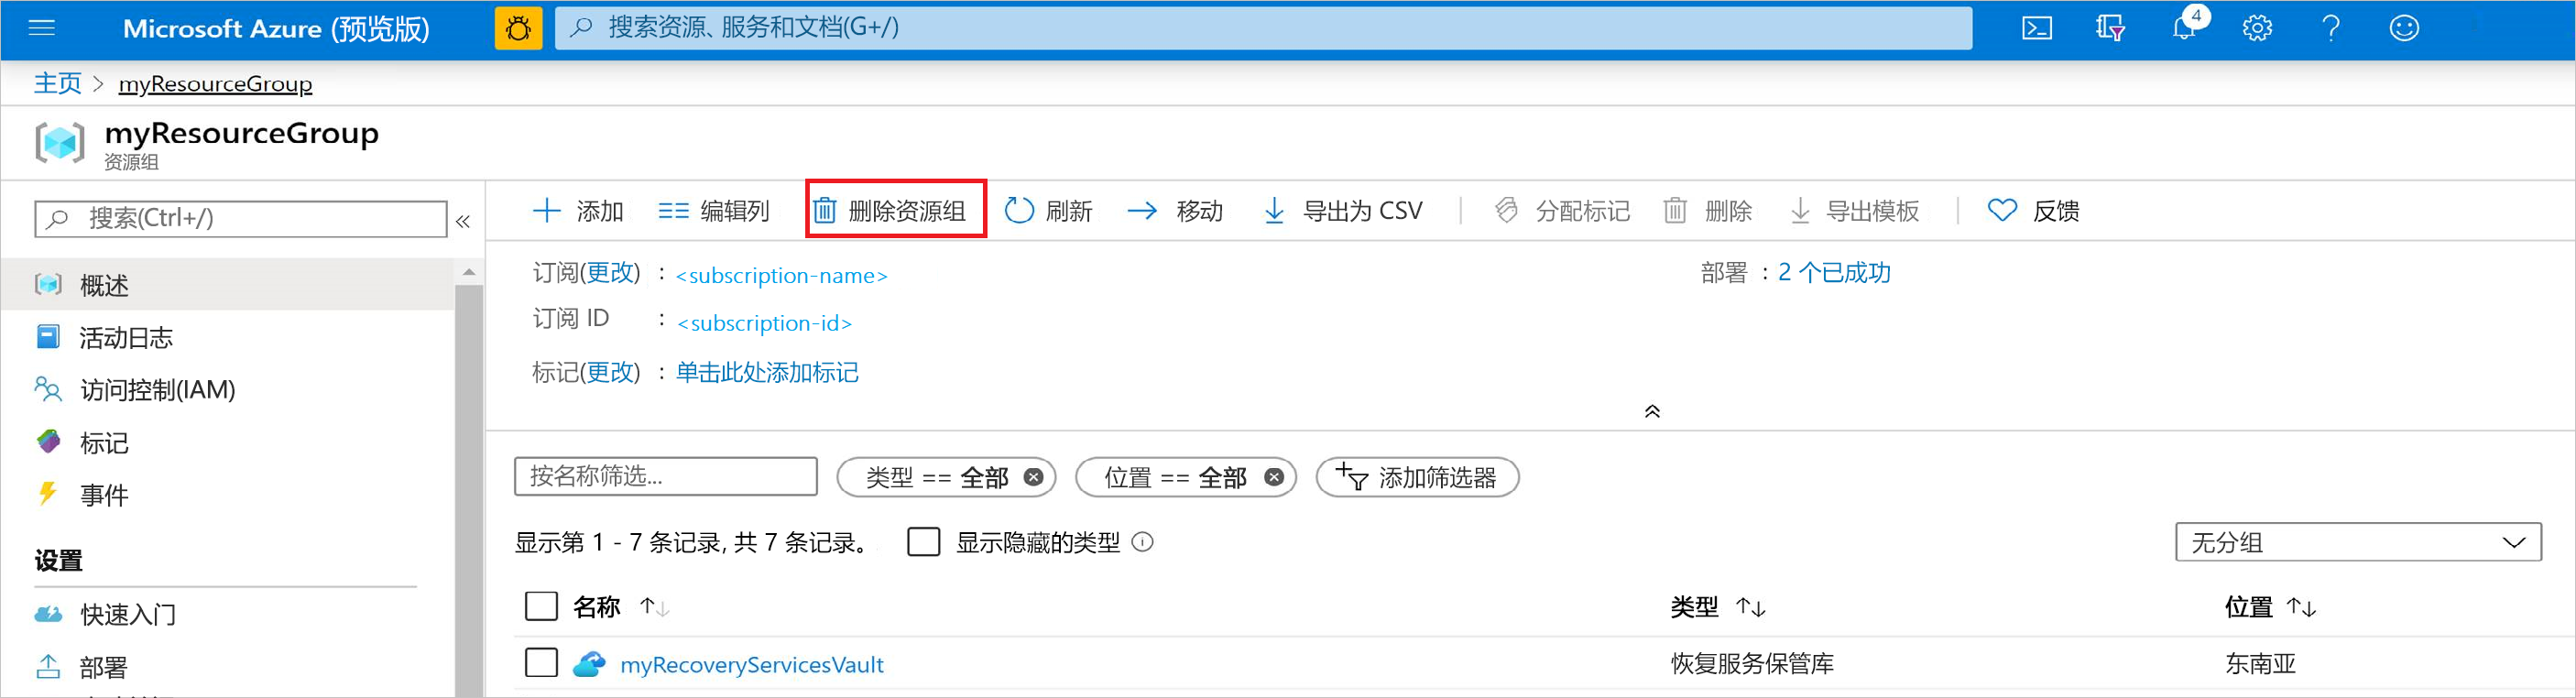 Microsoft Azure (预览版)
搜索资源、服务和文档(G+/)
4
主页 > myResourceGroup
myResourceGroup
资源组
搜索(Ctrl+/)
概述
活动日志
访问控制(IAM)
标记
事件
设置
快速入门
部署
添加 编辑列 删除资源组 刷新 移动 导出为 CSV 分配标记 删除 导出模板 反馈
订阅(更改) : <subscription-name> 部署 : 2 个已成功
订阅 ID : <subscription-id>
标记(更改) : 单击此处添加标记
按名称筛选... 类型 == 全部 位置 == 全部 添加筛选器
显示第 1 - 7 条记录, 共 7 条记录。 显示隐藏的类型 无分组
名称 ↑↓ 类型 ↑↓ 位置 ↑↓
myRecoveryServicesVault 恢复服务保管库 东南亚